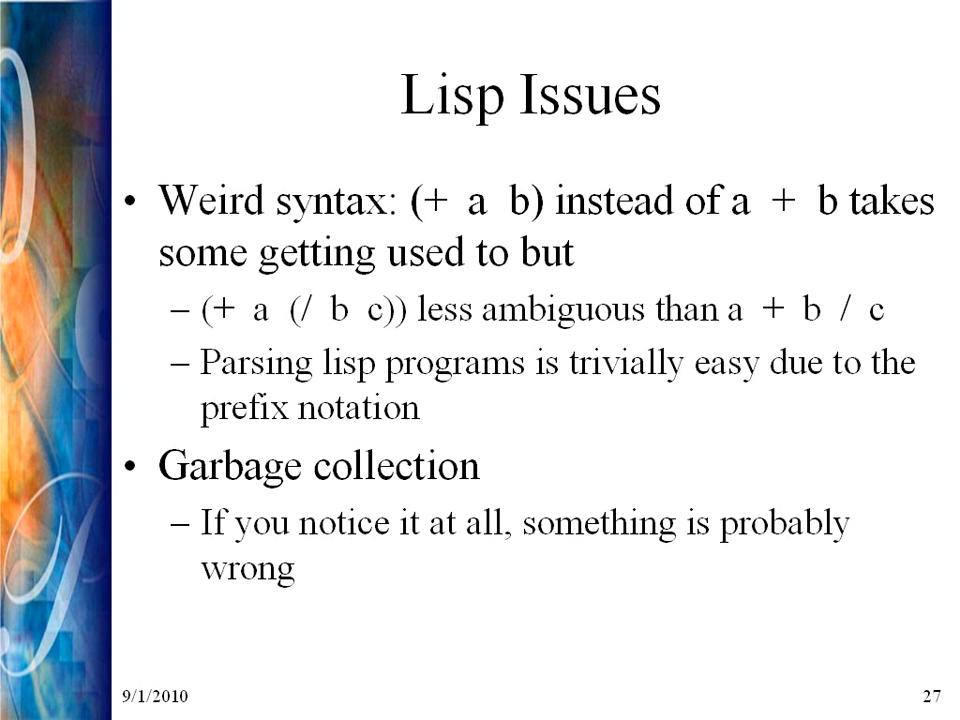 Lisp Issues
• Weird syntax: (+ a b) instead of a + b takes
some getting used to but
– (+ a (/ b c)) less ambiguous than a + b / c
– Parsing lisp programs is trivially easy due to the
prefix notation
• Garbage collection
– If you notice it at all, something is probably
wrong
9/1/2010
27